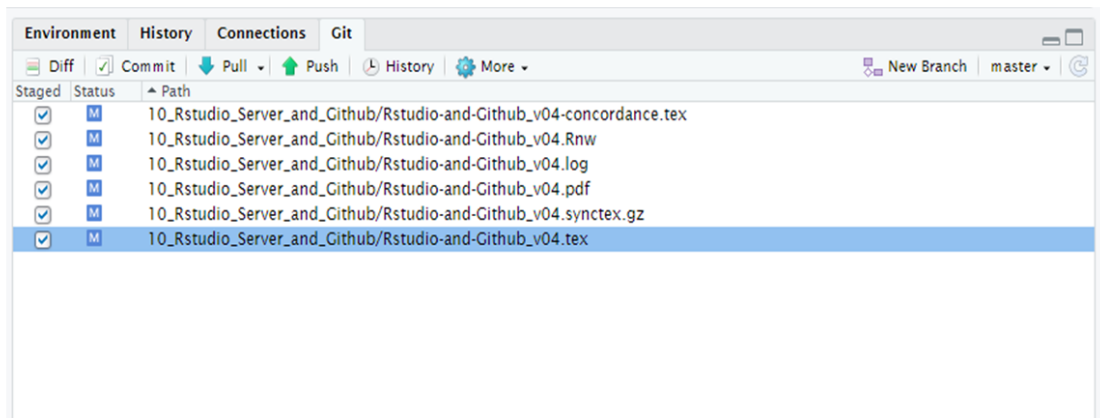 Environment History Connections Git
Diff Commit Pull Push History More New Branch master
Staged Status Path
M 10_Rstudio_Server_and_Github/Rstudio-and-Github_v04-concordance.tex
M 10_Rstudio_Server_and_Github/Rstudio-and-Github_v04.Rnw
M 10_Rstudio_Server_and_Github/Rstudio-and-Github_v04.log
M 10_Rstudio_Server_and_Github/Rstudio-and-Github_v04.pdf
M 10_Rstudio_Server_and_Github/Rstudio-and-Github_v04.synctex.gz
M 10_Rstudio_Server_and_Github/Rstudio-and-Github_v04.tex